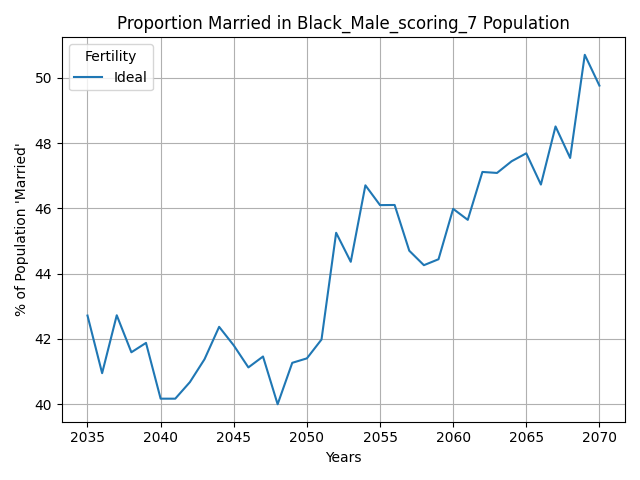 Proportion Married in Black_Male_scoring_7 Population
Fertility
Ideal
% of Population 'Married'
50
48
46
44
42
40
2035 2040 2045 2050 2055 2060 2065 2070
Years